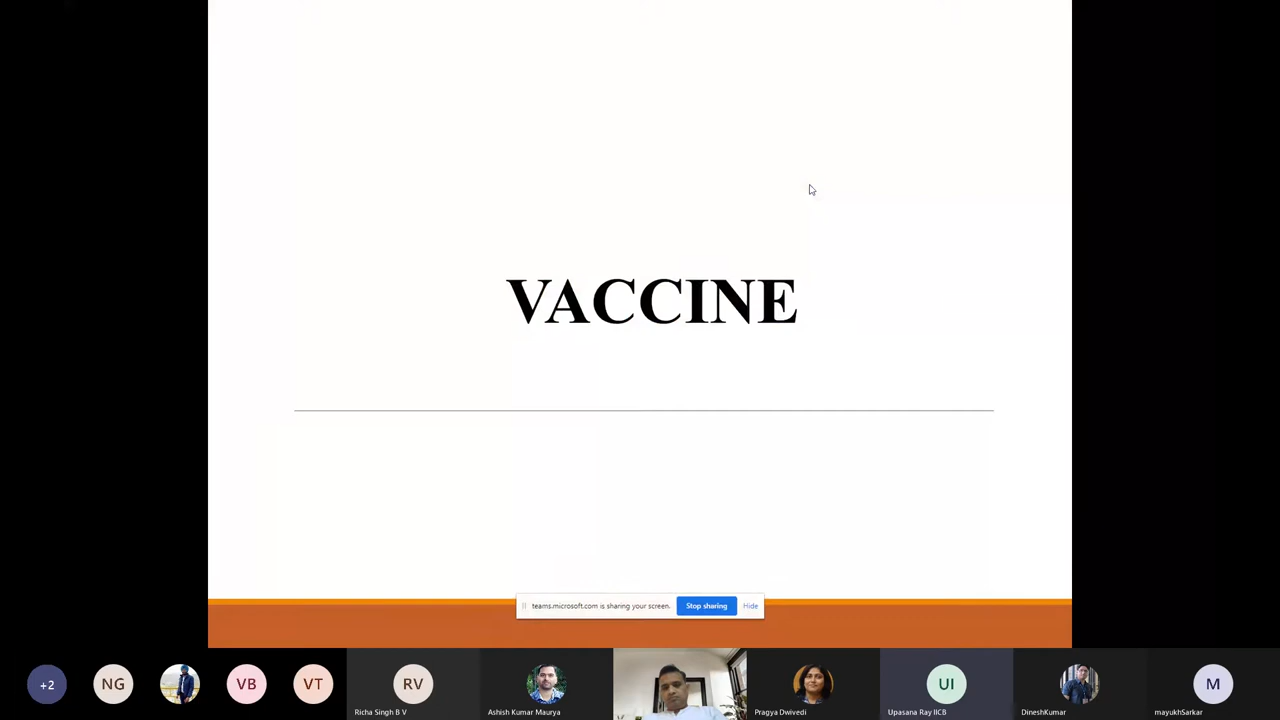 VACCINE
teams.microsoft.com is sharing your screen.
Stop sharing
Hide
+2
NG
VB
VT
RV
UI
M
Richa Singh B V
Ashish Kumar Maurya
Pragya Dwivedi
Upasana Ray IICB
DineshKumar
mayukhSarkar